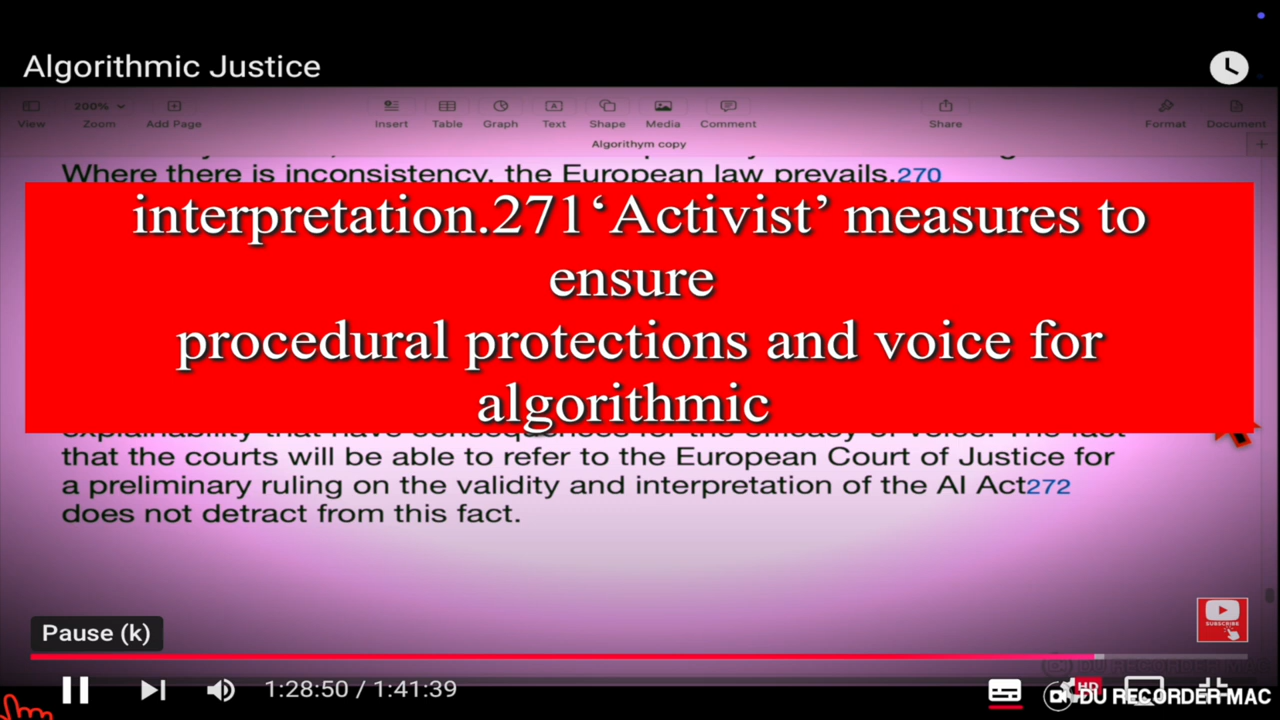 Algorithmic Justice
200%
View Zoom Add Page Insert Table Graph Text Shape Media Comment Share Format Document
Algorithym copy
Where there is inconsistency, the European law prevails.270
interpretation.271‘Activist’ measures to
ensure
procedural protections and voice for
algorithmic
that the courts will be able to refer to the European Court of Justice for
a preliminary ruling on the validity and interpretation of the AI Act272
does not detract from this fact.
SUBSCRIBE
Pause (k)
1:28:50 / 1:41:39
HD
DU RECORDER MAC